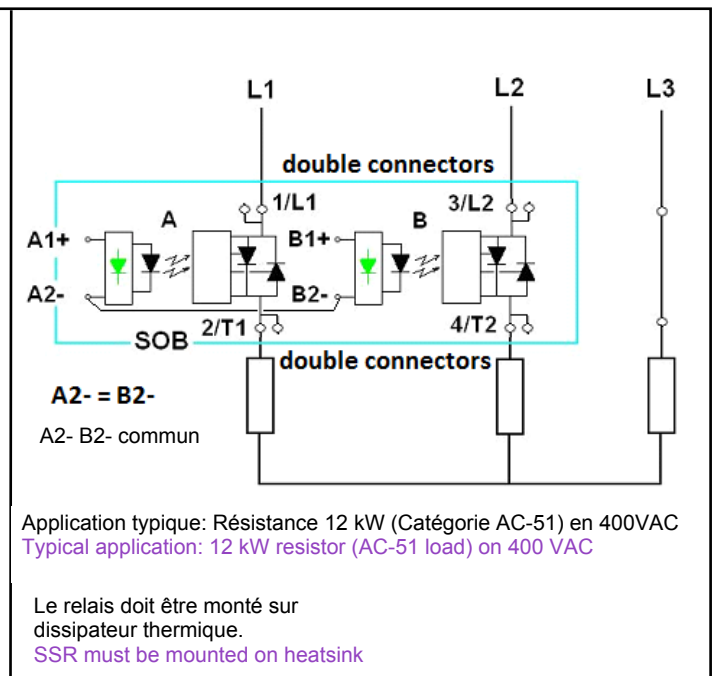 L1 L2 L3
double connectors
1/L1 3/L2
A B
A1+ B1+
A2- B2-
2/T1 4/T2
SOB
double connectors
A2- = B2-
A2- B2- commun
Application typique: Résistance 12 kW (Catégorie AC-51) en 400VAC
Typical application: 12 kW resistor (AC-51 load) on 400 VAC
Le relais doit être monté sur
dissipateur thermique.
SSR must be mounted on heatsink